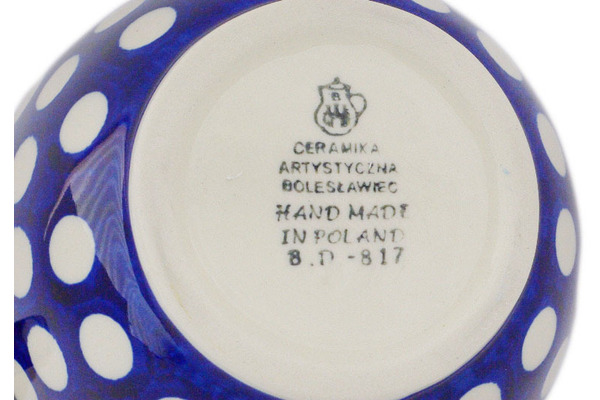 B
CERAMIKA
ARTYSTYCZNA
BOLESŁAWIEC
HAND MADE
IN POLAND
B.D -817